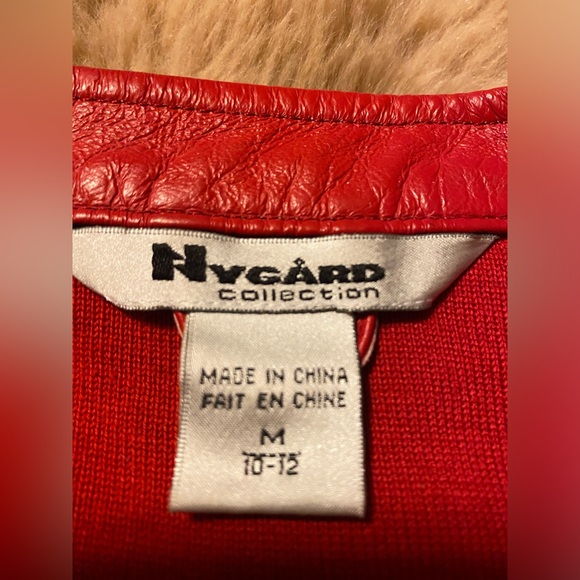 NYGÅRD
collection
MADE IN CHINA
FAIT EN CHINE
M
10-12